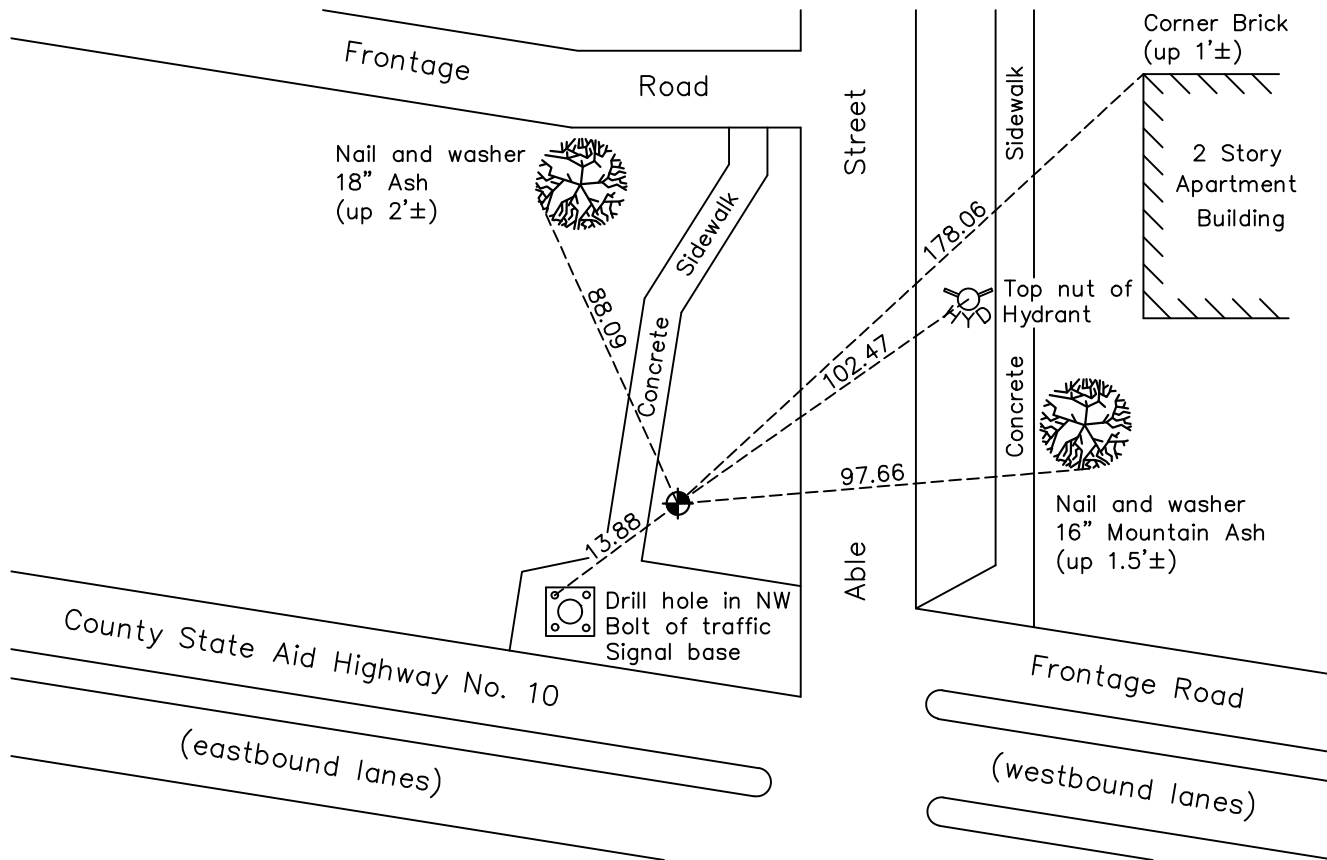 Corner Brick
(up 1'±)
Frontage
Road
Street
Sidewalk
Nail and washer
18" Ash
(up 2'±)
2 Story
Apartment
Building
Sidewalk
178.06
88.09
Top nut of
Hydrant
HYD
102.47
Concrete
Concrete
97.66
Nail and washer
16" Mountain Ash
(up 1.5'±)
13.88
Able
Drill hole in NW
Bolt of traffic
Signal base
County State Aid Highway No. 10
Frontage Road
(eastbound lanes)
(westbound lanes)